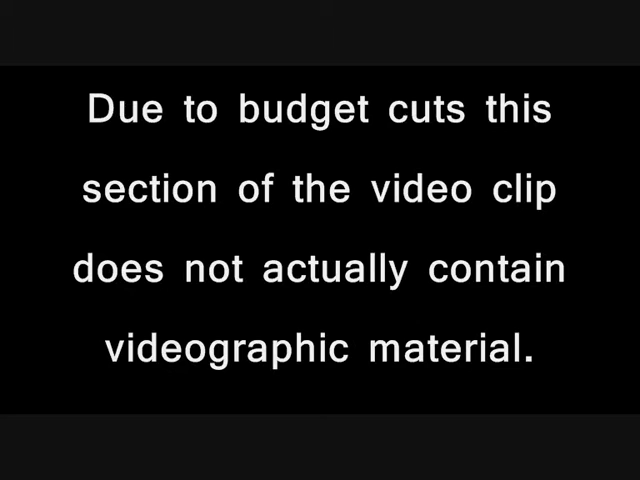 Due to budget cuts this
section of the video clip
does not actually contain
videographic material.